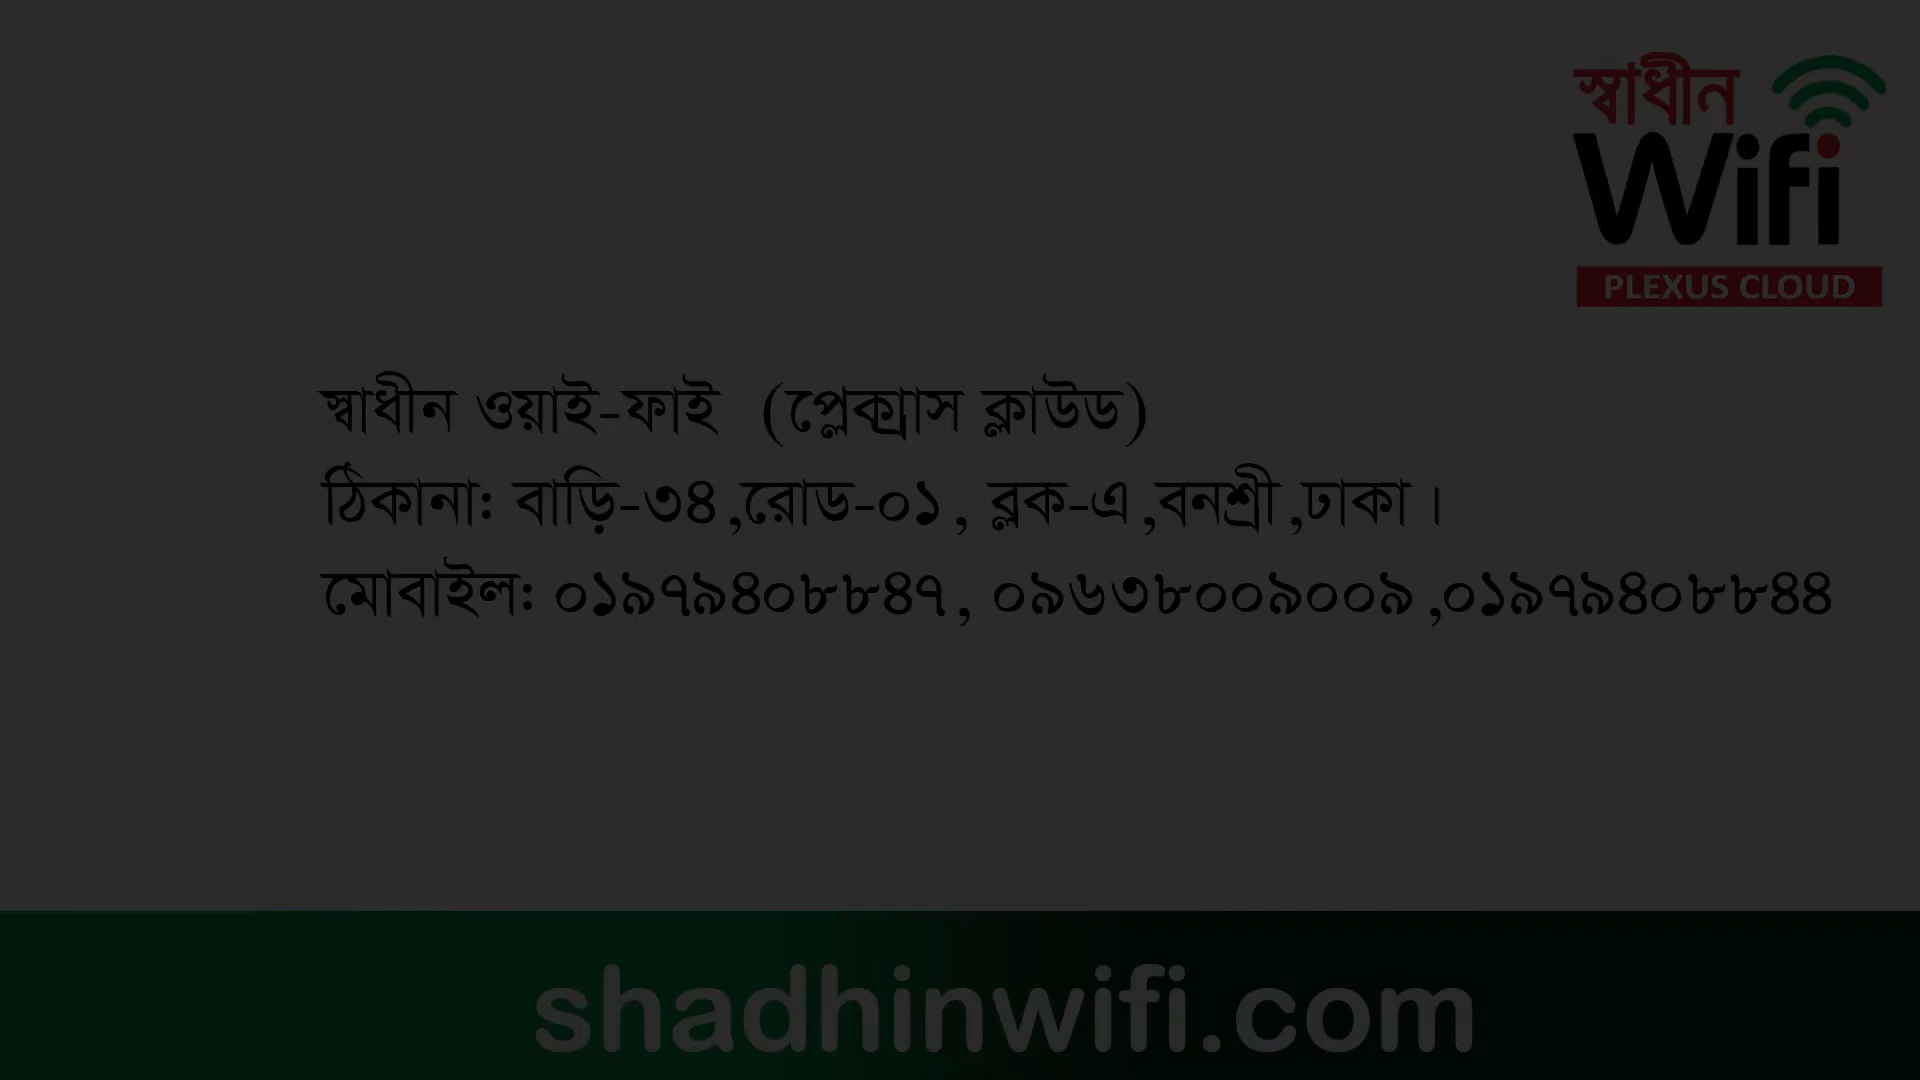 স্বাধীন
Wifi
PLEXUS CLOUD
স্বাধীন ওয়াই-ফাই (প্লেক্সাস ক্লাউড)
ঠিকানাঃ বাড়ি-৩৪,রোড-০১, ব্লক-এ,বনশ্রী,ঢাকা।
মোবাইলঃ ০১৯৭৯৪০৮৮৪৭, ০৯৬৩৮০০৯০০৯,০১৯৭৯৪০৮৮৪৪
shadhinwifi.com